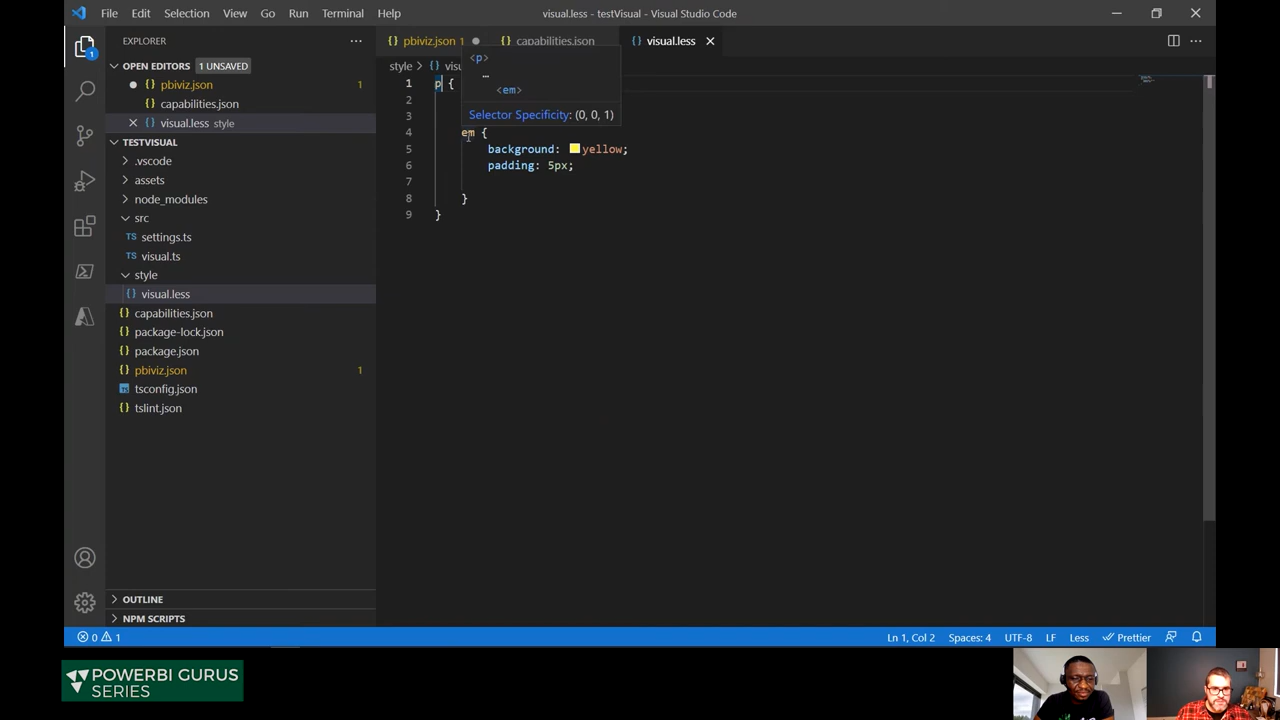 File Edit Selection View Go Run Terminal Help
visual.less - testVisual - Visual Studio Code
EXPLORER
OPEN EDITORS 1 UNSAVED
pbiviz.json 1
capabilities.json
visual.less
pbiviz.json
capabilities.json
visual.less style
TESTVISUAL
.vscode
assets
node_modules
src
TS settings.ts
TS visual.ts
style
visual.less
capabilities.json
package-lock.json
package.json
pbiviz.json 1
TS tsconfig.json
tslint.json
OUTLINE
NPM SCRIPTS
1
style > {} visu
<p>
…
<em>
Selector Specificity: (0, 0, 1)
1 p {
2
3
4 em {
5 background: yellow;
6 padding: 5px;
7
8 }
9 }
0 1
Ln 1, Col 2 Spaces: 4 UTF-8 LF Less Prettier
POWERBI GURUS
SERIES